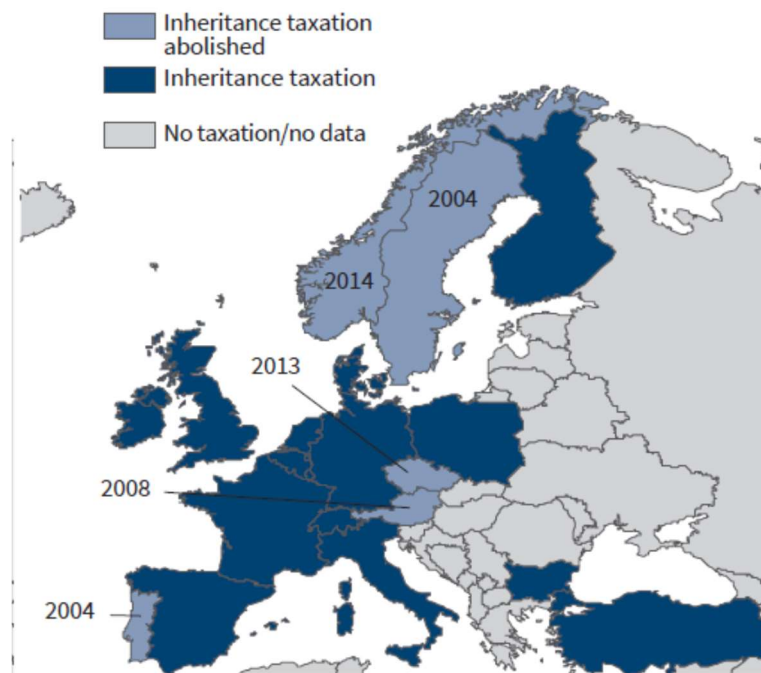 Inheritance taxation
abolished
Inheritance taxation
No taxation/no data
2004
2014
2013
2008
2004